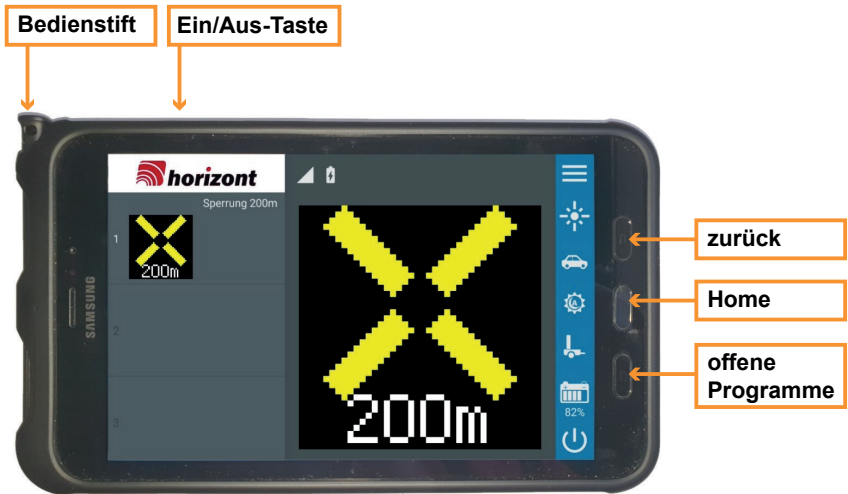 Bedienstift
Ein/Aus-Taste
horizont
Sperrung 200m
1
200m
2
3
200m
82%
SAMSUNG
zurück
Home
offene
Programme